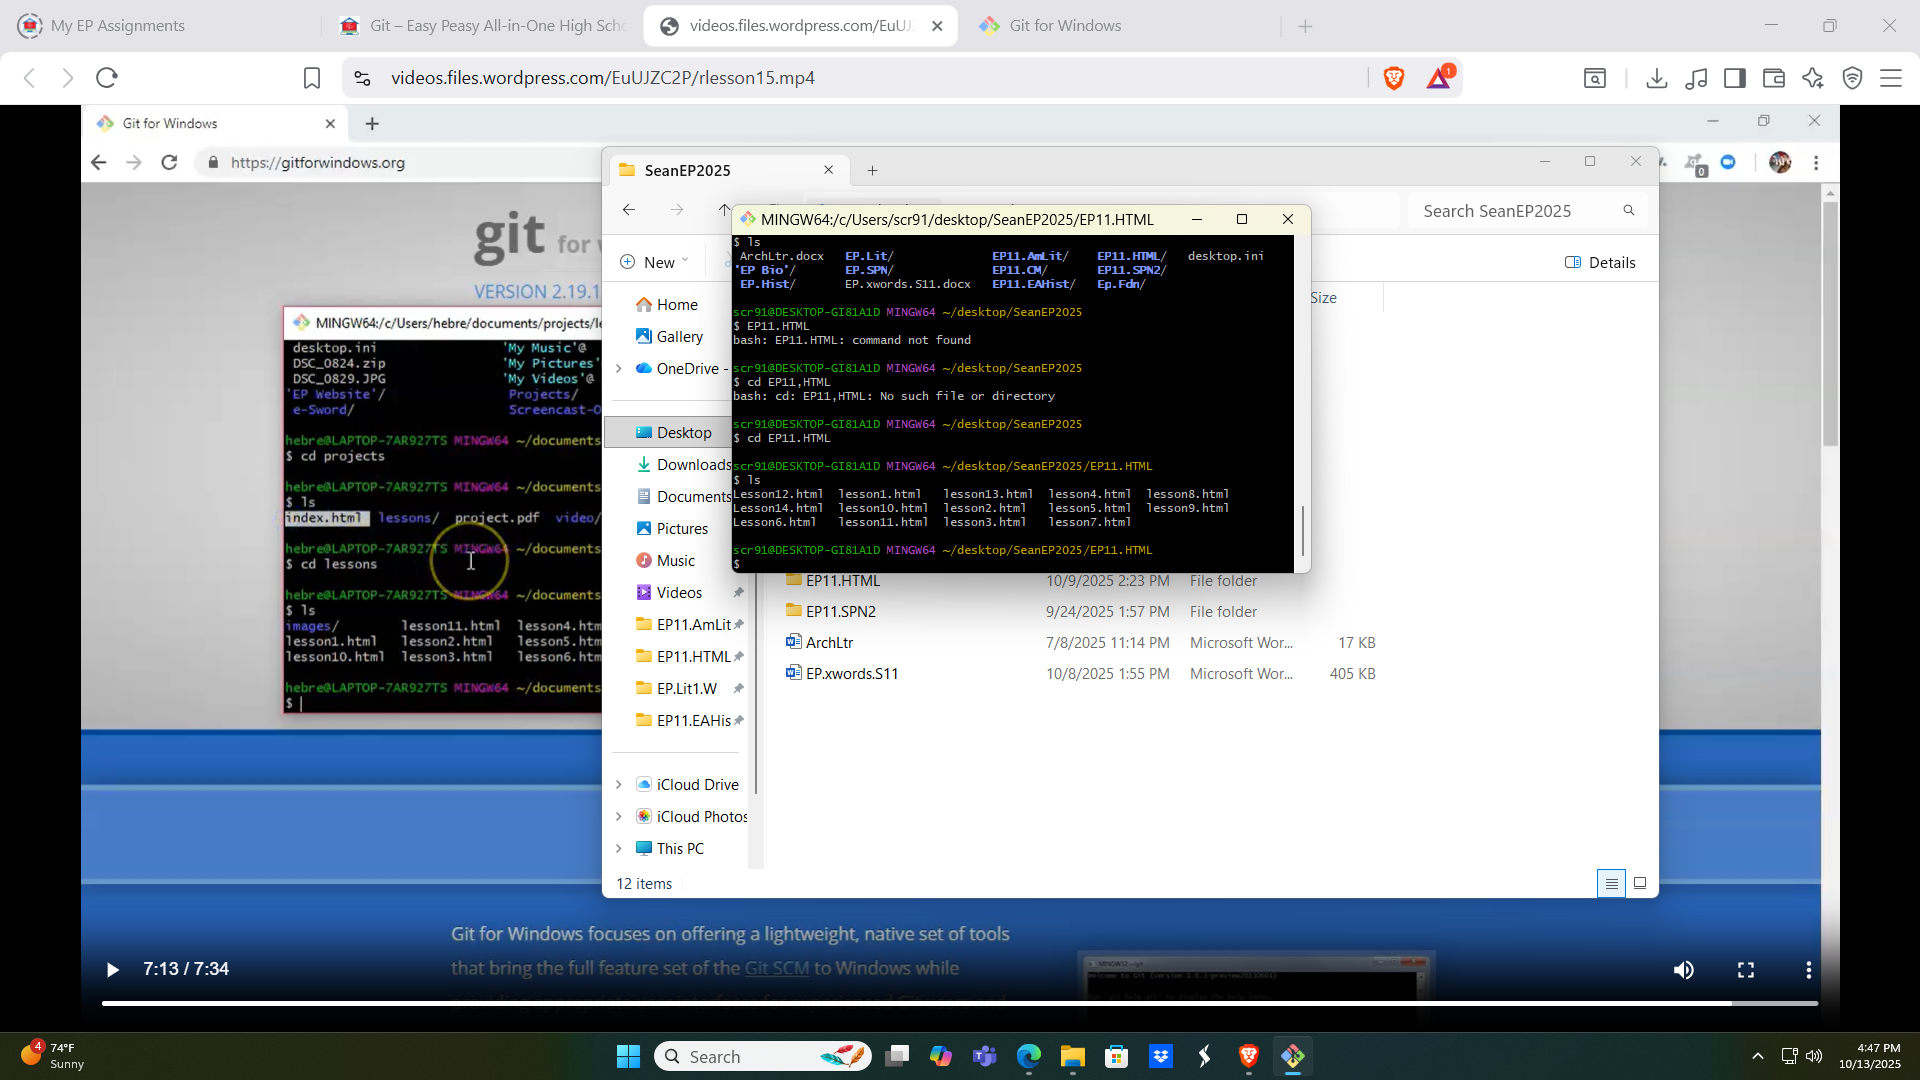 My EP Assignments
Git – Easy Peasy All-in-One High Scho
videos.files.wordpress.com/EuUJZ
Git for Windows
videos.files.wordpress.com/EuUJZC2P/rlesson15.mp4
1
Git for Windows
https://gitforwindows.org
0
git for w
VERSION 2.19.1
MINGW64:/c/Users/hebre/documents/projects/le
desktop.ini 'My Music'@
DSC_0824.zip 'My Pictures'
DSC_0829.JPG 'My Videos'@
'EP Website'/ Projects/
e-Sword/ Screencast-O
hebre@LAPTOP-7AR927TS MINGW64 ~/documents
$ cd projects
hebre@LAPTOP-7AR927TS MINGW64 ~/documents
$ ls
index.html lessons/ project.pdf video/
hebre@LAPTOP-7AR927TS MINGW64 ~/documents
$ cd lessons
hebre@LAPTOP-7AR927TS MINGW64 ~/documents
$ ls
images/ lesson11.html lesson4.htm
lesson1.html lesson2.html lesson5.htm
lesson10.html lesson3.html lesson6.htm
hebre@LAPTOP-7AR927TS MINGW64 ~/documents
$
SeanEP2025
Search SeanEP2025
New
Details
Size
Home
Gallery
OneDrive -
Desktop
Downloads
Documents
Pictures
Music
Videos
EP11.AmLit
EP11.HTML
EP.Lit1.W
EP11.EAHis
iCloud Drive
iCloud Photos
This PC
MINGW64:/c/Users/scr91/desktop/SeanEP2025/EP11.HTML
$ ls
ArchLtr.docx EP.Lit/ EP11.AmLit/ EP11.HTML/ desktop.ini
'EP Bio'/ EP.SPN/ EP11.CM/ EP11.SPN2/
EP.Hist/ EP.xwords.S11.docx EP11.EAHist/ Ep.Fdn/
scr91@DESKTOP-GI81A1D MINGW64 ~/desktop/SeanEP2025
$ EP11.HTML
bash: EP11.HTML: command not found
scr91@DESKTOP-GI81A1D MINGW64 ~/desktop/SeanEP2025
$ cd EP11,HTML
bash: cd: EP11,HTML: No such file or directory
scr91@DESKTOP-GI81A1D MINGW64 ~/desktop/SeanEP2025
$ cd EP11.HTML
scr91@DESKTOP-GI81A1D MINGW64 ~/desktop/SeanEP2025/EP11.HTML
$ ls
Lesson12.html lesson1.html lesson13.html lesson4.html lesson8.html
Lesson14.html lesson10.html lesson2.html lesson5.html lesson9.html
Lesson6.html lesson11.html lesson3.html lesson7.html
scr91@DESKTOP-GI81A1D MINGW64 ~/desktop/SeanEP2025/EP11.HTML
$
EP11.HTML 10/9/2025 2:23 PM File folder
EP11.SPN2 9/24/2025 1:57 PM File folder
ArchLtr 7/8/2025 11:14 PM Microsoft Wor... 17 KB
EP.xwords.S11 10/8/2025 1:55 PM Microsoft Wor... 405 KB
12 items
Git for Windows focuses on offering a lightweight, native set of tools
that bring the full feature set of the Git SCM to Windows while
7:13 / 7:34
4
74°F
Sunny
Search
4:47 PM
10/13/2025